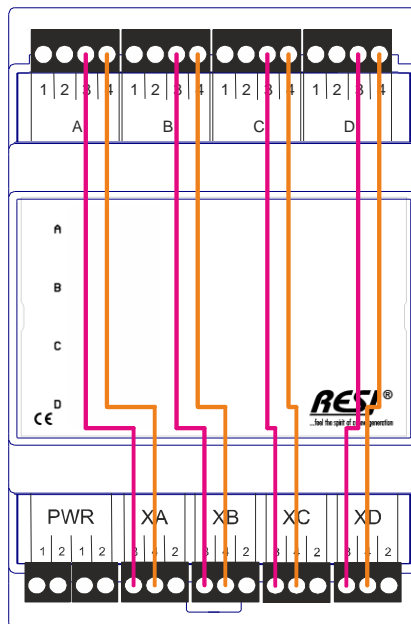 1 2 3 4 1 2 3 4 1 2 3 4 1 2 3 4
A B C D
A
B
C
D
CE RESI®
...feel the spirit of a new generation
PWR XA XB XC XD
1 2 1 2 3 4 2 3 4 2 3 4 2 3 4 2